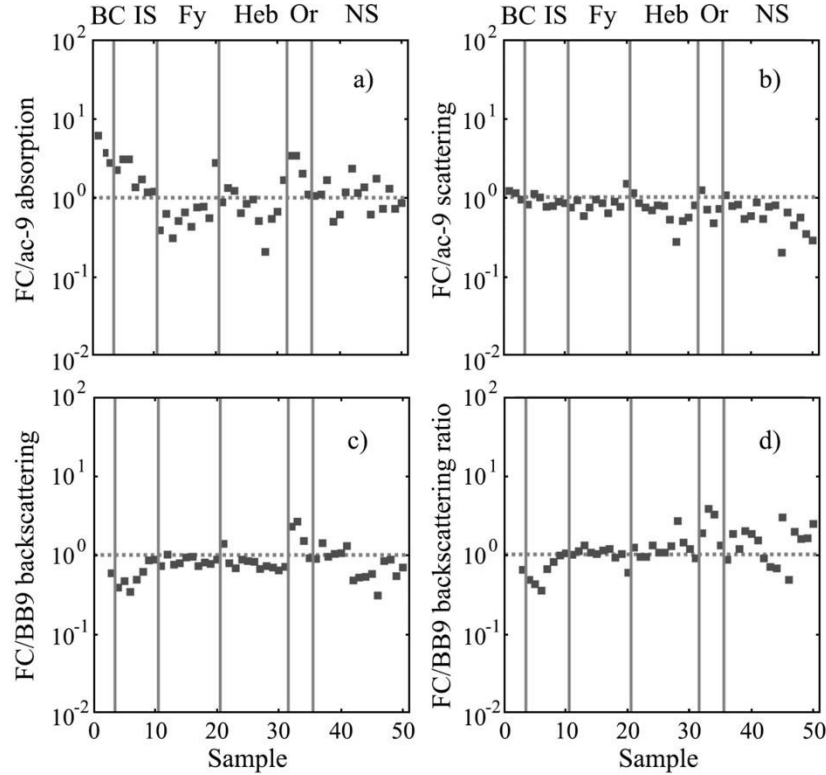 BC IS Fy Heb Or NS
BC IS Fy Heb Or NS
10^2
10^1
10^0
10^-1
10^-2
FC/ac-9 absorption
a)
10^2
10^1
10^0
10^-1
10^-2
FC/ac-9 scattering
b)
10^2
10^1
10^0
10^-1
10^-2
FC/BB9 backscattering
c)
0 10 20 30 40 50
Sample
10^2
10^1
10^0
10^-1
10^-2
FC/BB9 backscattering ratio
d)
0 10 20 30 40 50
Sample